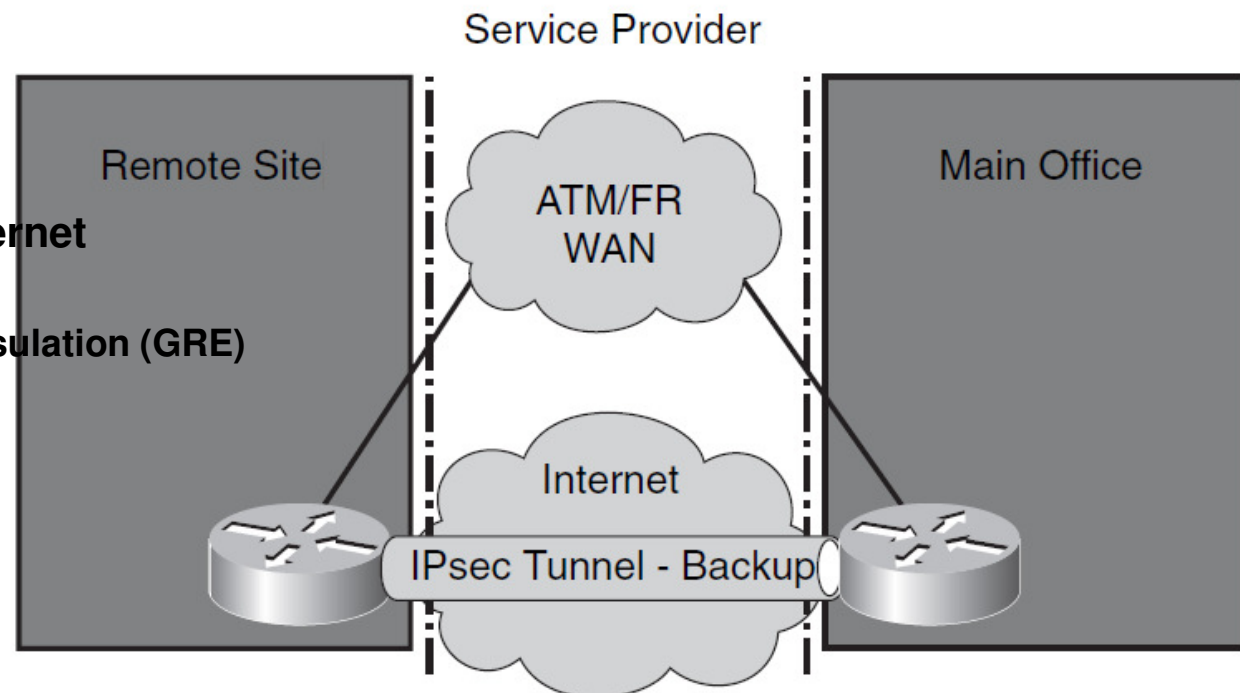 Service Provider
Remote Site
ATM/FR
WAN
Main Office
ernet
sulation (GRE)
Internet
IPsec Tunnel - Backup